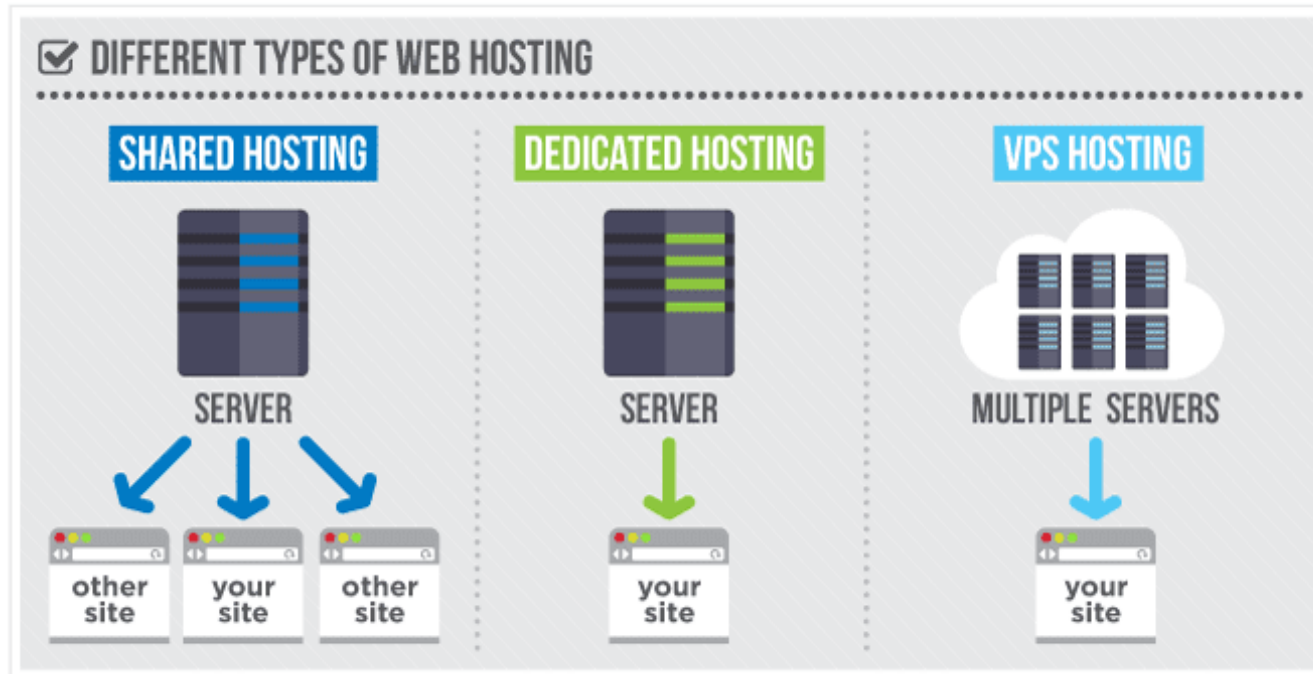 DIFFERENT TYPES OF WEB HOSTING
SHARED HOSTING
SERVER
other
site
your
site
other
site
DEDICATED HOSTING
SERVER
your
site
VPS HOSTING
MULTIPLE SERVERS
your
site